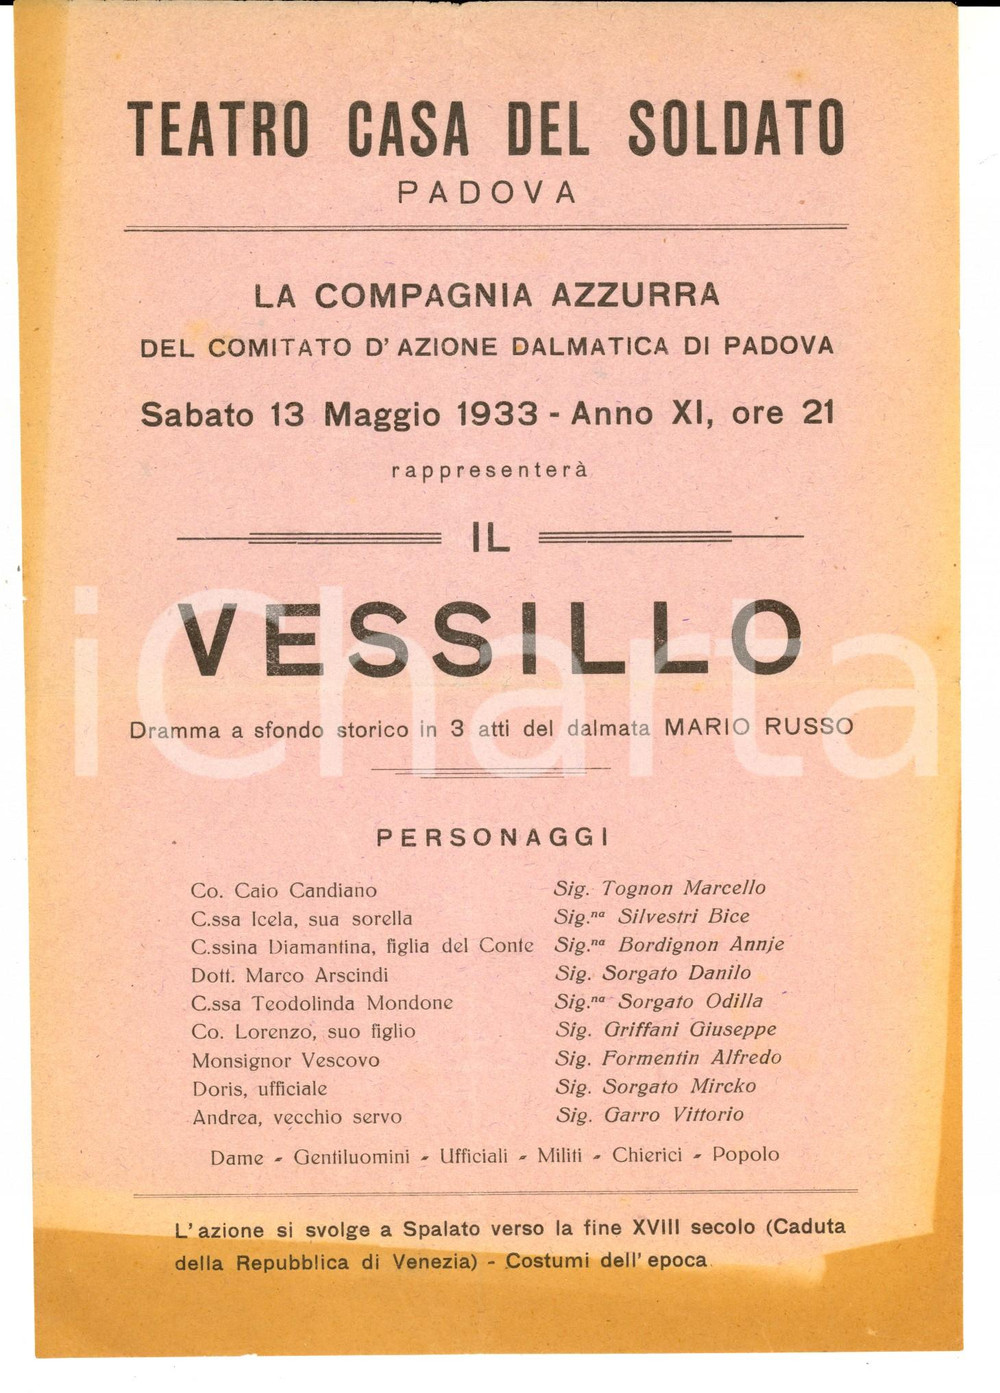 TEATRO CASA DEL SOLDATO
PADOVA
LA COMPAGNIA AZZURRA
DEL COMITATO D'AZIONE DALMATICA DI PADOVA
Sabato 13 Maggio 1933 - Anno XI, ore 21
rappresenterà
IL
VESSILLO
iCharta
Dramma a sfondo storico in 3 atti del dalmata MARIO RUSSO
PERSONAGGI
Co. Caio Candiano Sig. Tognon Marcello
C.ssa Icela, sua sorella Sig.na Silvestri Bice
C.ssina Diamantina, figlia del Conte Sig.na Bordignon Annje
Dott. Marco Arscindi Sig. Sorgato Danilo
C.ssa Teodolinda Mondone Sig.na Sorgato Odilla
Co. Lorenzo, suo figlio Sig. Griffani Giuseppe
Monsignor Vescovo Sig. Formentin Alfredo
Doris, ufficiale Sig. Sorgato Mircko
Andrea, vecchio servo Sig. Garro Vittorio
Dame - Gentiluomini - Ufficiali - Militi - Chierici - Popolo
L'azione si svolge a Spalato verso la fine XVIII secolo (Caduta
della Repubblica di Venezia) - Costumi dell'epoca.